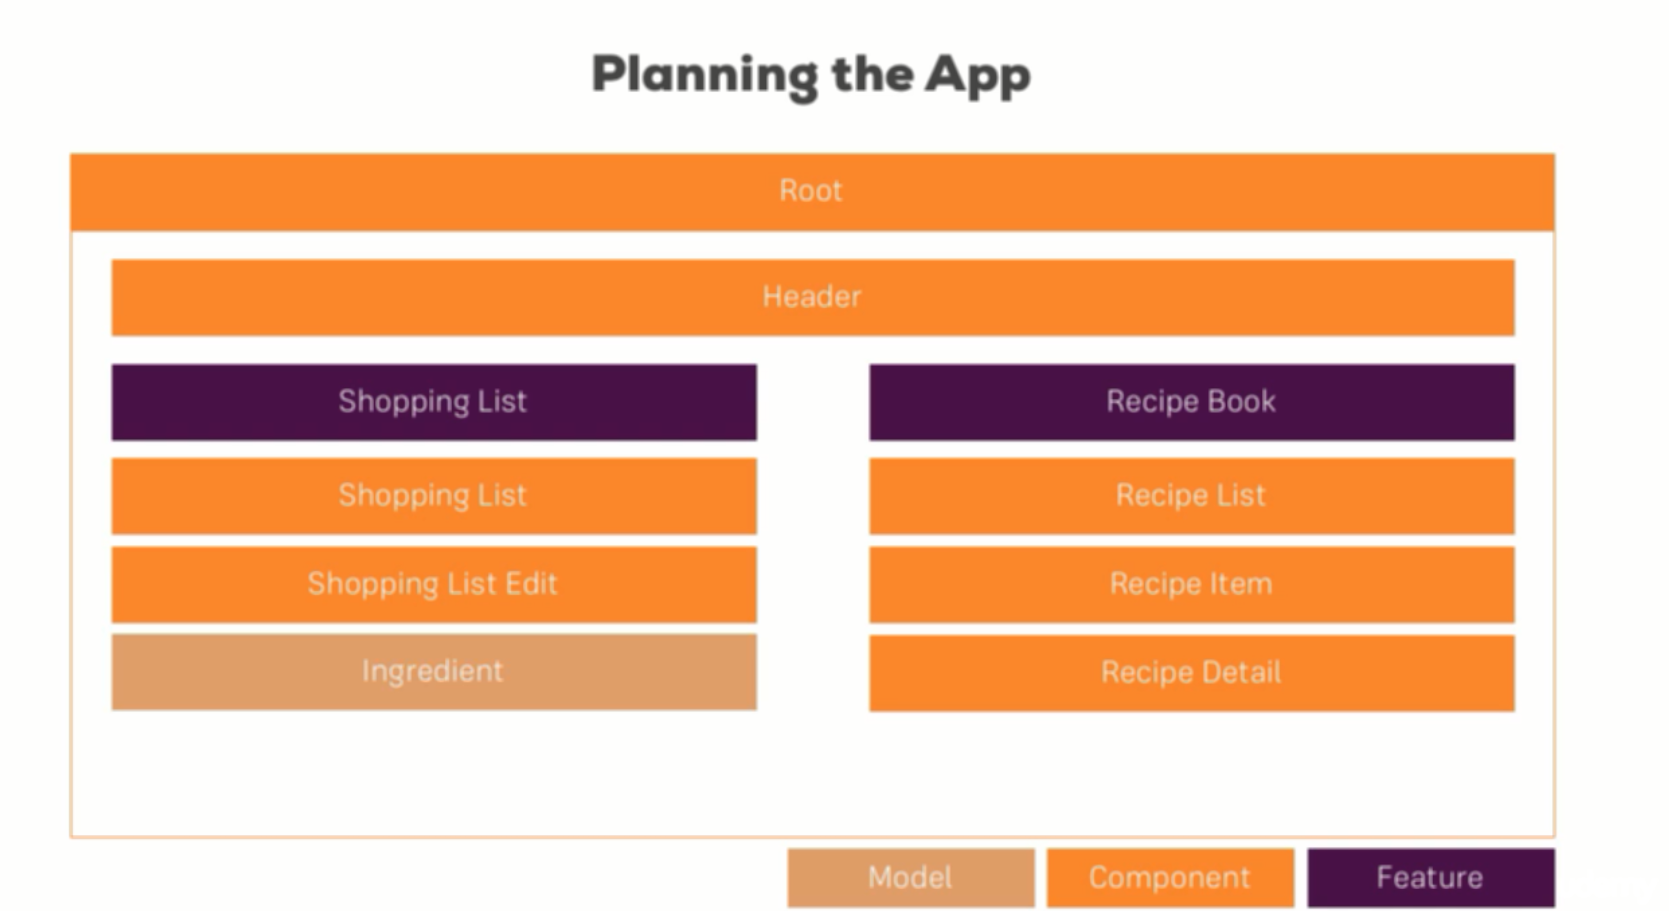 Planning the App
Root
Header
Shopping List
Shopping List
Shopping List Edit
Ingredient
Recipe Book
Recipe List
Recipe Item
Recipe Detail
Model
Component
Feature